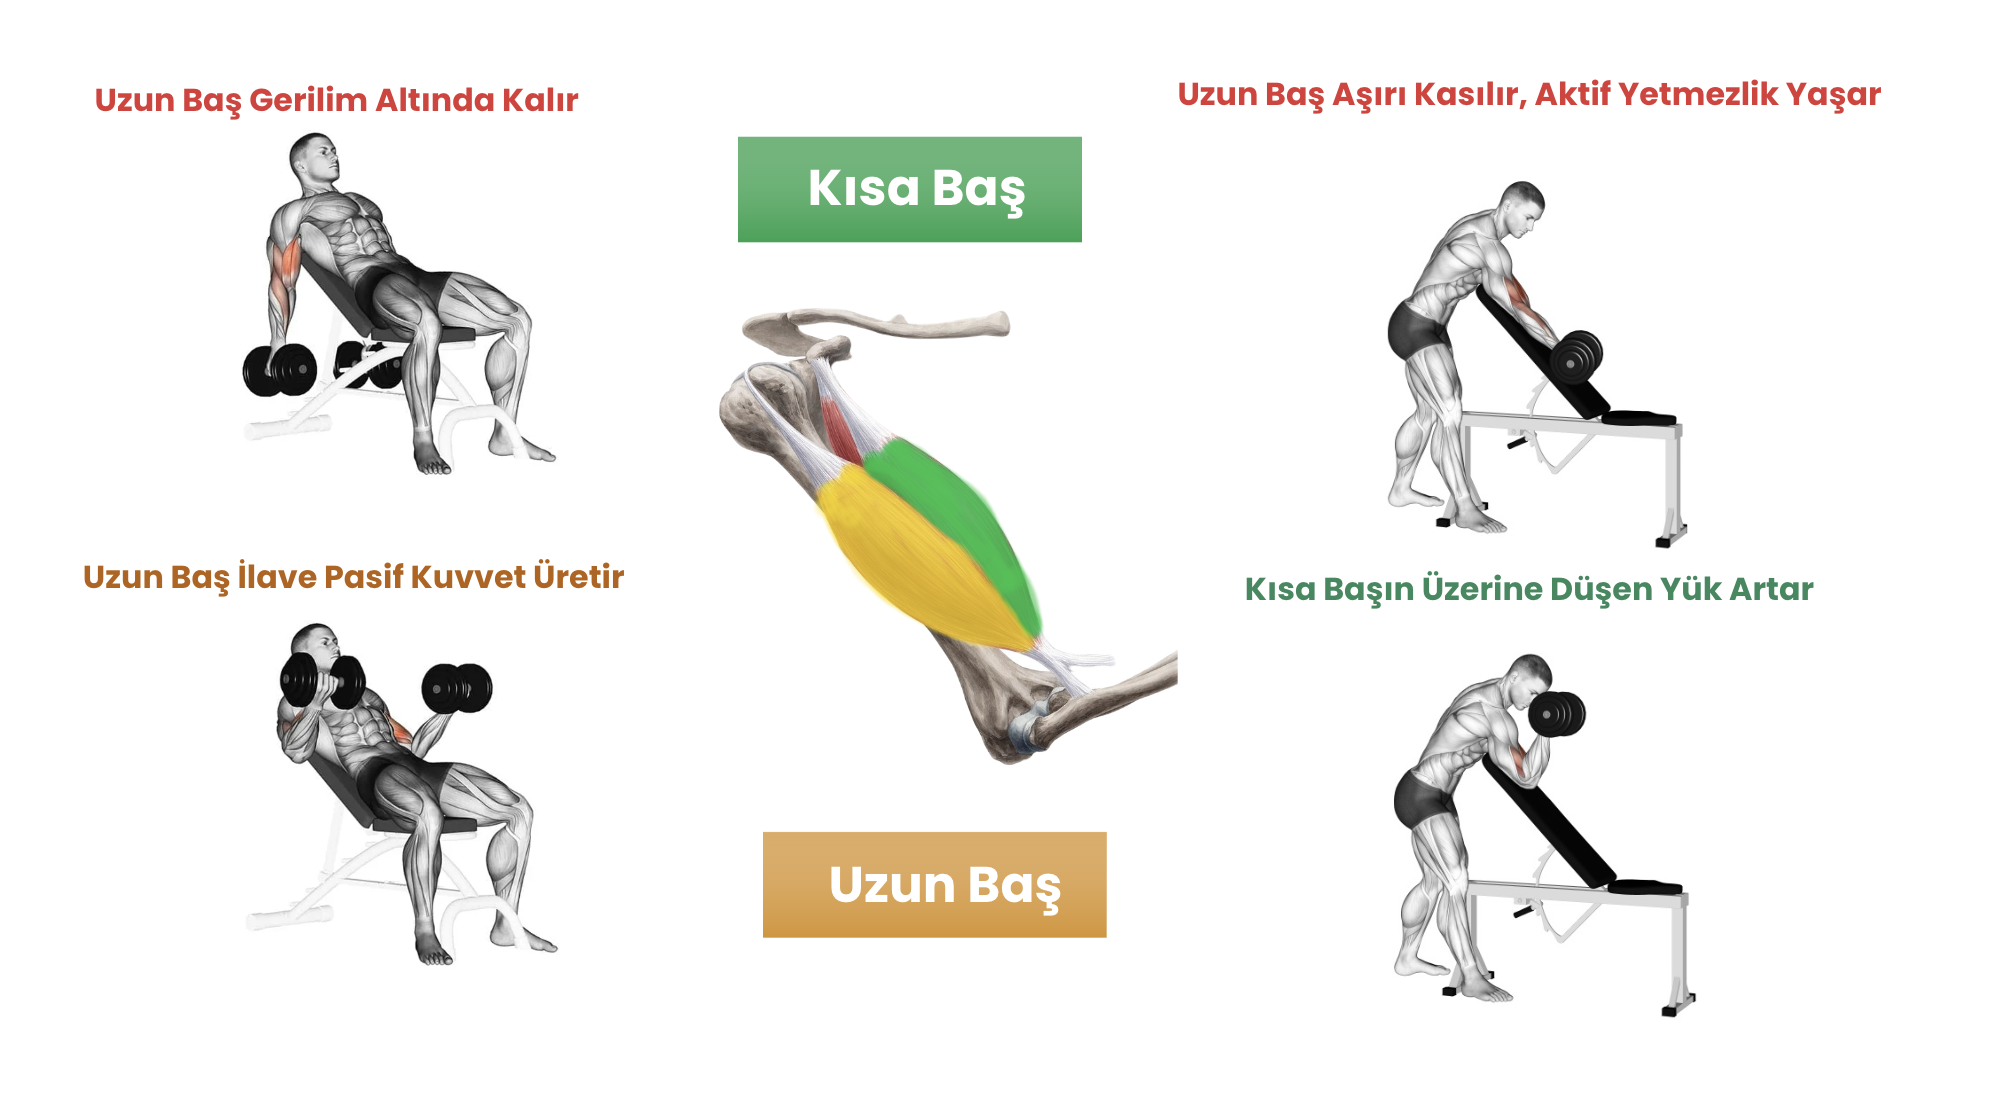 Uzun Baş Gerilim Altında Kalır
Uzun Baş İlave Pasif Kuvvet Üretir
Kısa Baş
Uzun Baş
Uzun Baş Aşırı Kasılır, Aktif Yetmezlik Yaşar
Kısa Başın Üzerine Düşen Yük Artar